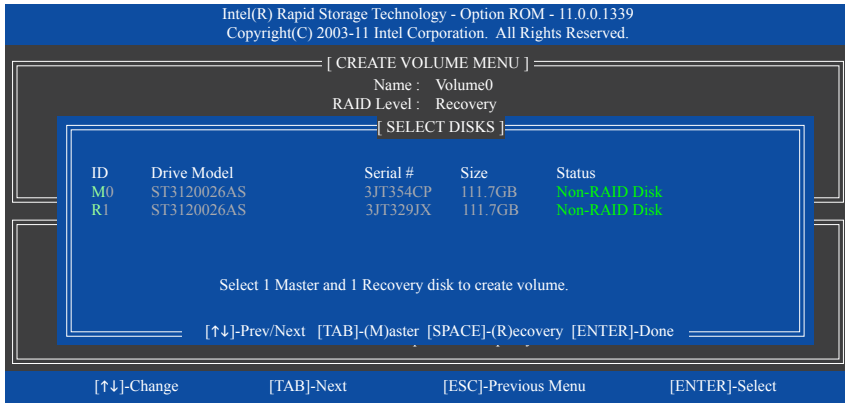 Intel(R) Rapid Storage Technology - Option ROM - 11.0.0.1339
Copyright(C) 2003-11 Intel Corporation. All Rights Reserved.
[ CREATE VOLUME MENU ]
Name : Volume0
RAID Level : Recovery
[ SELECT DISKS ]
ID Drive Model Serial # Size Status
M0 ST3120026AS 3JT354CP 111.7GB Non-RAID Disk
R1 ST3120026AS 3JT329JX 111.7GB Non-RAID Disk
Select 1 Master and 1 Recovery disk to create volume.
[↑↓]-Prev/Next [TAB]-(M)aster [SPACE]-(R)ecovery [ENTER]-Done
[↑↓]-Change [TAB]-Next [ESC]-Previous Menu [ENTER]-Select